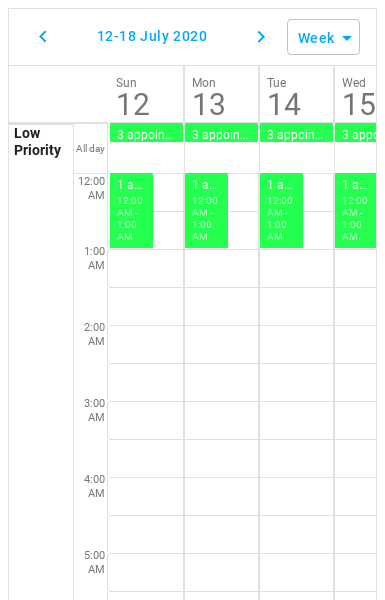 12-18 July 2020
Week
Sun
12
Mon
13
Tue
14
Wed
15
Low
Priority
All day
3 appoin...
3 appoin...
3 appoin...
3 appo
12:00
AM
1 a...
12:00
AM -
1:00
AM
1 a...
12:00
AM -
1:00
AM
1 a...
12:00
AM -
1:00
AM
1 a...
12:00
AM -
1:00
AM
1:00
AM
2:00
AM
3:00
AM
4:00
AM
5:00
AM